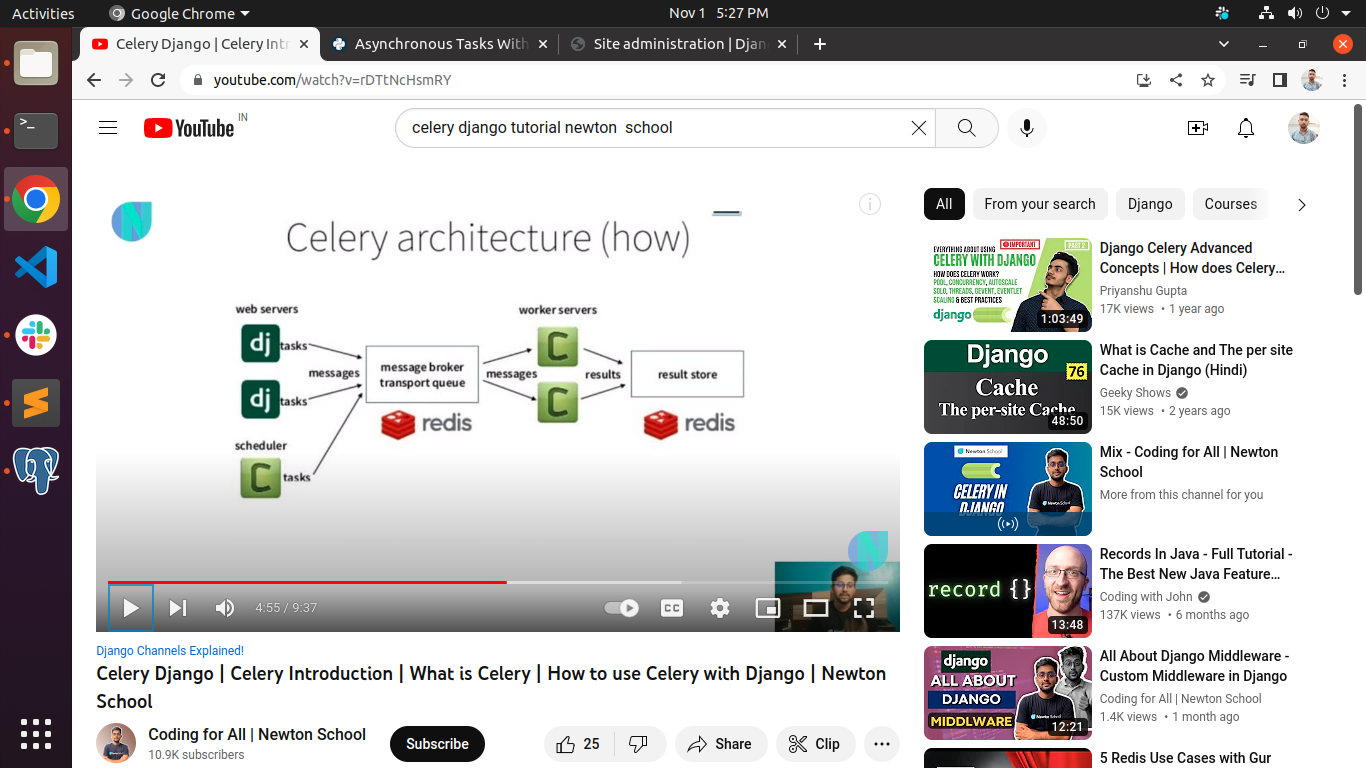 Activities
Google Chrome
Nov 1 5:27 PM
Celery Django | Celery Intr
Asynchronous Tasks With
Site administration | Djan
youtube.com/watch?v=rDTtNcHsmRY
YouTube IN
celery django tutorial newton  school
Celery architecture (how)
web servers
worker servers
dj
tasks
messages
message broker
transport queue
messages
results
result store
dj
tasks
C
C
redis
redis
scheduler
C
tasks
4:55 / 9:37
CC
Django Channels Explained!
Celery Django | Celery Introduction | What is Celery | How to use Celery with Django | Newton
School
Coding for All | Newton School
10.9K subscribers
Subscribe
25
Share
Clip
All
From your search
Django
Courses
EVERYTHING ABOUT USING
IMPORTANT
PART 2
CELERY WITH DJANGO
HOW DOES CELERY WORK?
POOL, CONCURRENCY, AUTOSCALE
SOLO, THREADS, GEVENT, EVENTLET
SCALING & BEST PRACTICES
django
1:03:49
Django Celery Advanced
Concepts | How does Celery…
Priyanshu Gupta
17K views • 1 year ago
Django
76
Cache
The per-site Cache
48:50
What is Cache and The per site
Cache in Django (Hindi)
Geeky Shows
15K views • 2 years ago
Newton School
CELERY IN
DJANGO
Mix - Coding for All | Newton
School
More from this channel for you
record {}
13:48
Records In Java - Full Tutorial -
The Best New Java Feature…
Coding with John
137K views • 6 months ago
django
ALL ABOUT
DJANGO
MIDDLWARE
12:21
All About Django Middleware -
Custom Middleware in Django
Coding for All | Newton School
1.4K views • 1 month ago
5 Redis Use Cases with Gur